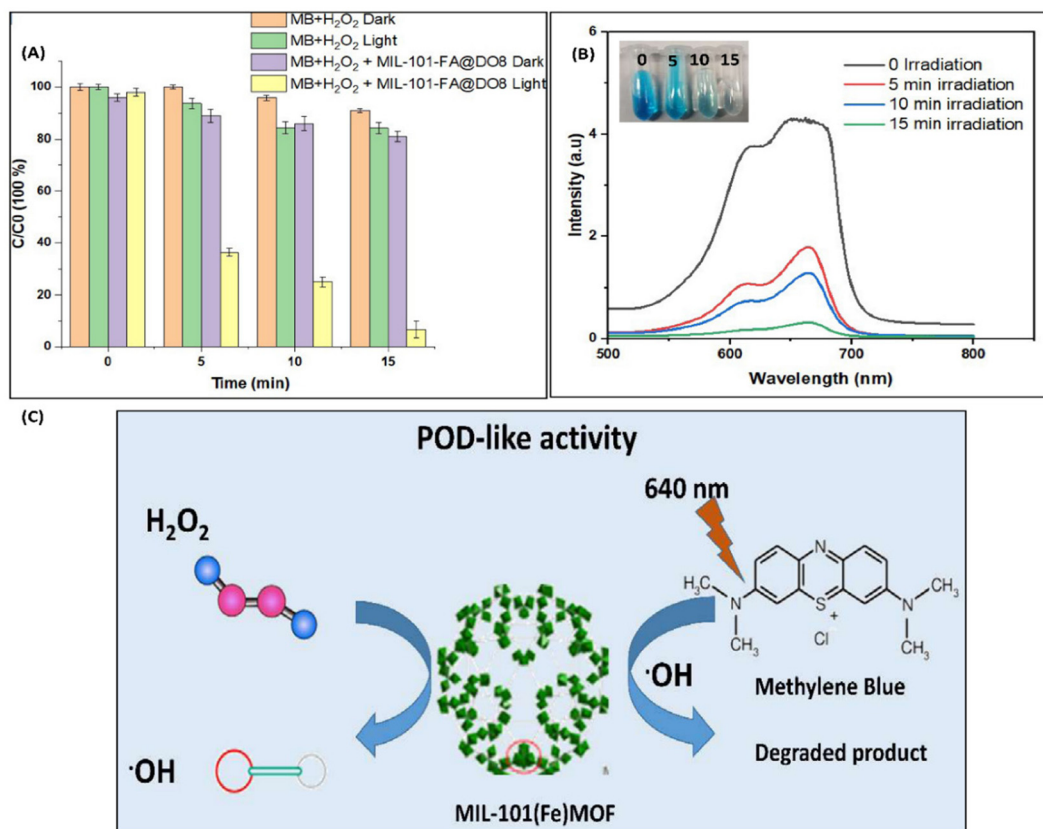 (A)
MB+H₂O₂ Dark
MB+H₂O₂ Light
MB+H₂O₂ + MIL-101-FA@DO8 Dark
MB+H₂O₂ + MIL-101-FA@DO8 Light
C/C0 (100 %)
100
80
60
40
20
0
0
5
10
15
Time (min)
(B)
0
5
10
15
0 Irradiation
5 min irradiation
10 min irradiation
15 min irradiation
Intensity (a.u)
6
4
2
0
500
600
700
800
Wavelength (nm)
(C)
POD-like activity
H₂O₂
·OH
MIL-101(Fe)MOF
640 nm
N
H₃C
N
CH₃
S
+
Cl
N
CH₃
CH₃
·OH
Methylene Blue
Degraded product